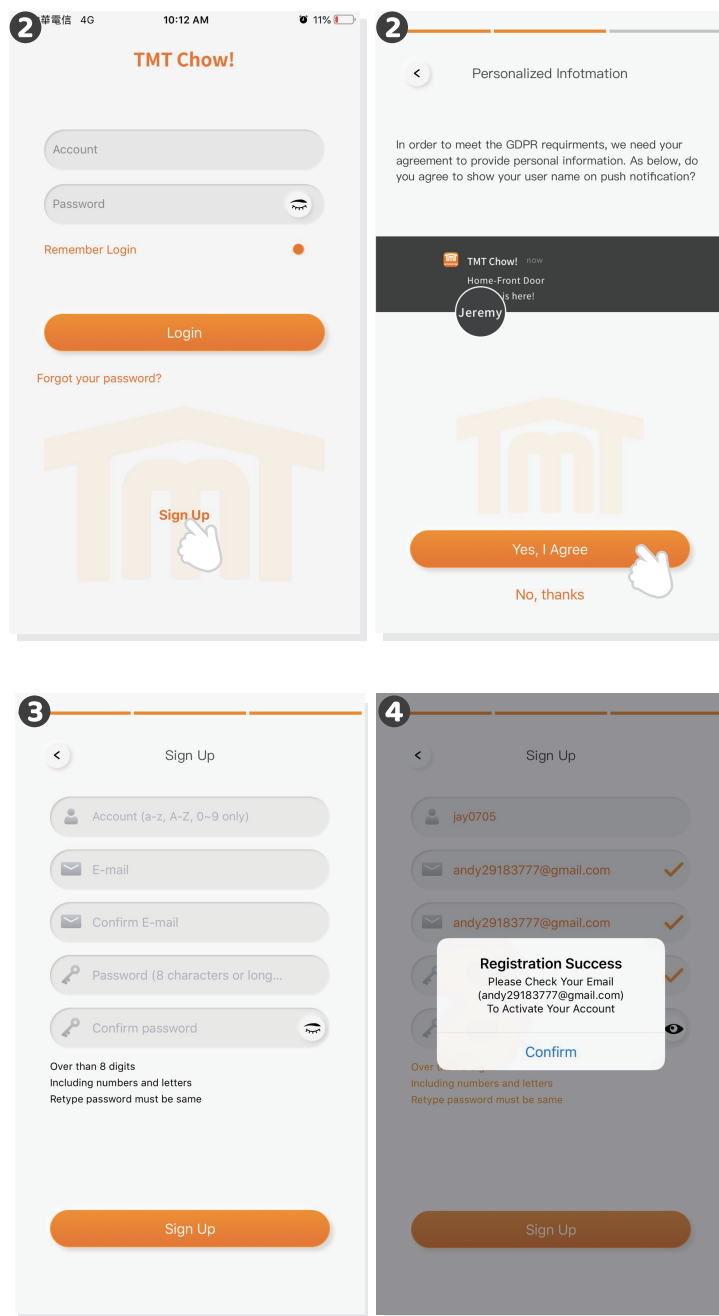 2
華電信 4G 10:12 AM 11%
TMT Chow!
Account
Password
Remember Login
Login
Forgot your password?
TMT
Sign Up
2
Personalized Infotmation
In order to meet the GDPR requirments, we need your
agreement to provide personal information. As below, do
you agree to show your user name on push notification?
TMT Chow! now
Home-Front Door
Jeremy is here!
TMT
Yes, I Agree
No, thanks
3
Sign Up
Account (a-z, A-Z, 0~9 only)
E-mail
Confirm E-mail
Password (8 characters or long...
Confirm password
Over than 8 digits
Including numbers and letters
Retype password must be same
Sign Up
4
Sign Up
jay0705
andy29183777@gmail.com
andy29183777@gmail.com
Registration Success
Please Check Your Email
(andy29183777@gmail.com)
To Activate Your Account
Confirm
Over
Including numbers and letters
Retype password must be same
Sign Up